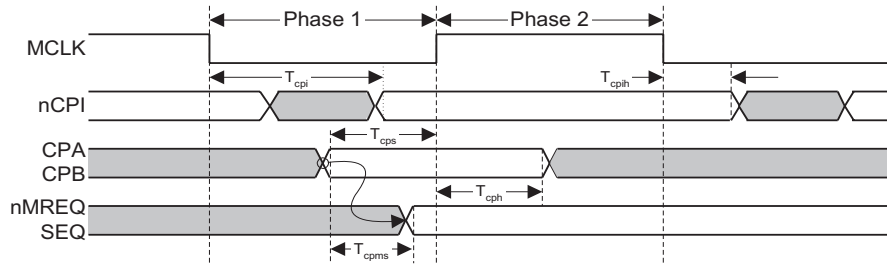 Phase 1 Phase 2
MCLK
Tcpi Tcpih
nCPI
Tcps
CPA
CPB
Tcph
nMREQ
SEQ
Tcpms